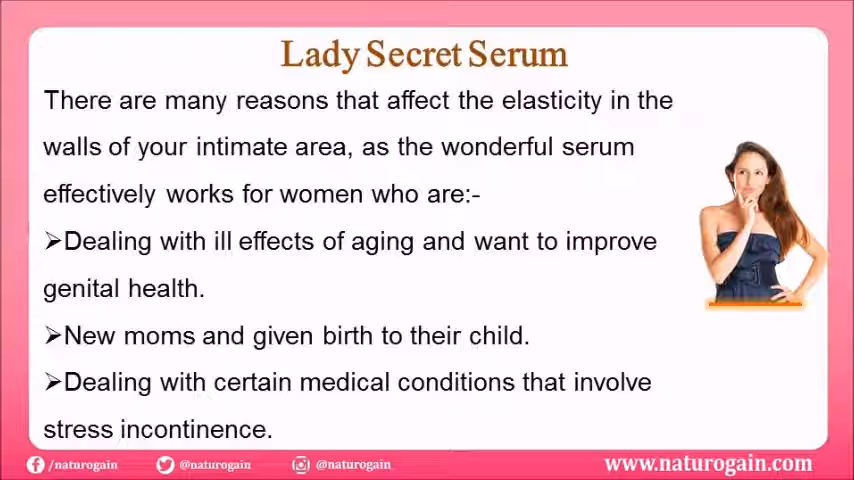 Lady Secret Serum
There are many reasons that affect the elasticity in the
walls of your intimate area, as the wonderful serum
effectively works for women who are:-
➢Dealing with ill effects of aging and want to improve
genital health.
➢New moms and given birth to their child.
➢Dealing with certain medical conditions that involve
stress incontinence.
/naturogain @naturogain @naturogain www.naturogain.com